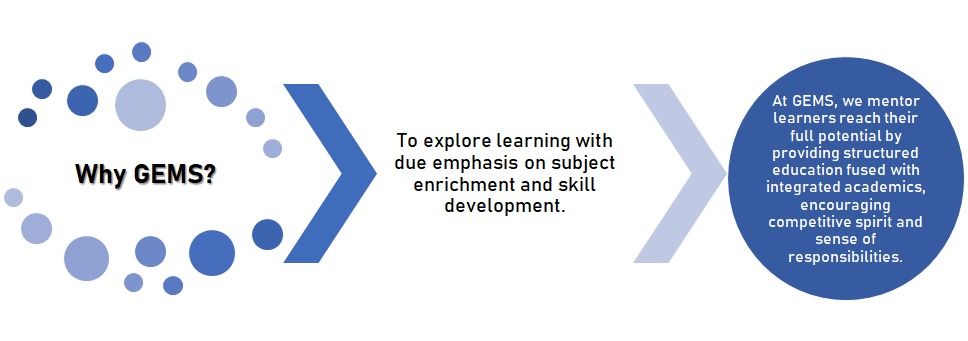 Why GEMS?
To explore learning with
due emphasis on subject
enrichment and skill
development.
At GEMS, we mentor
learners reach their
full potential by
providing structured
education fused with
integrated academics,
encouraging
competitive spirit and
sense of
responsibilities.